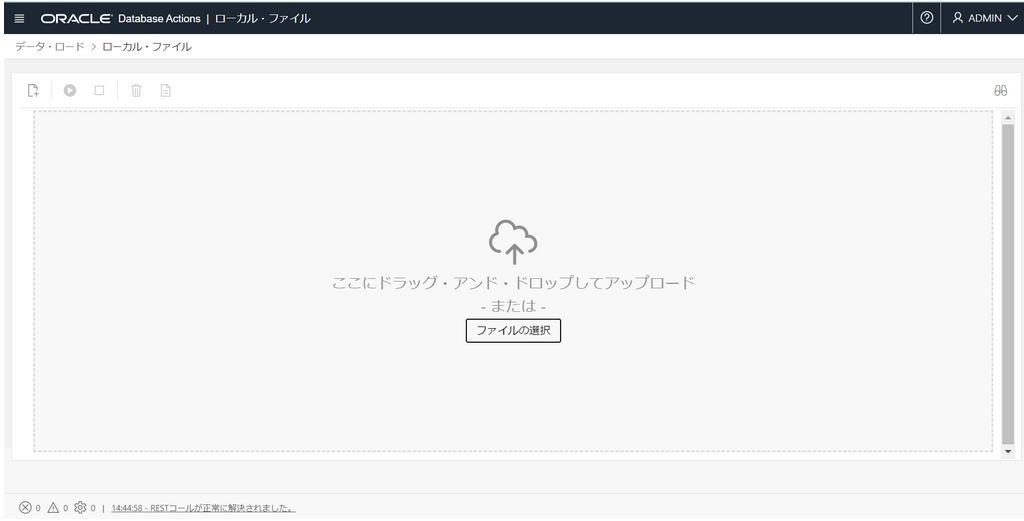 ORACLE Database Actions | ローカル・ファイル
ADMIN
データ・ロード > ローカル・ファイル
ここにドラッグ・アンド・ドロップしてアップロード
- または -
ファイルの選択
0 0 0 | 14:44:58 - RESTコールが正常に解決されました。